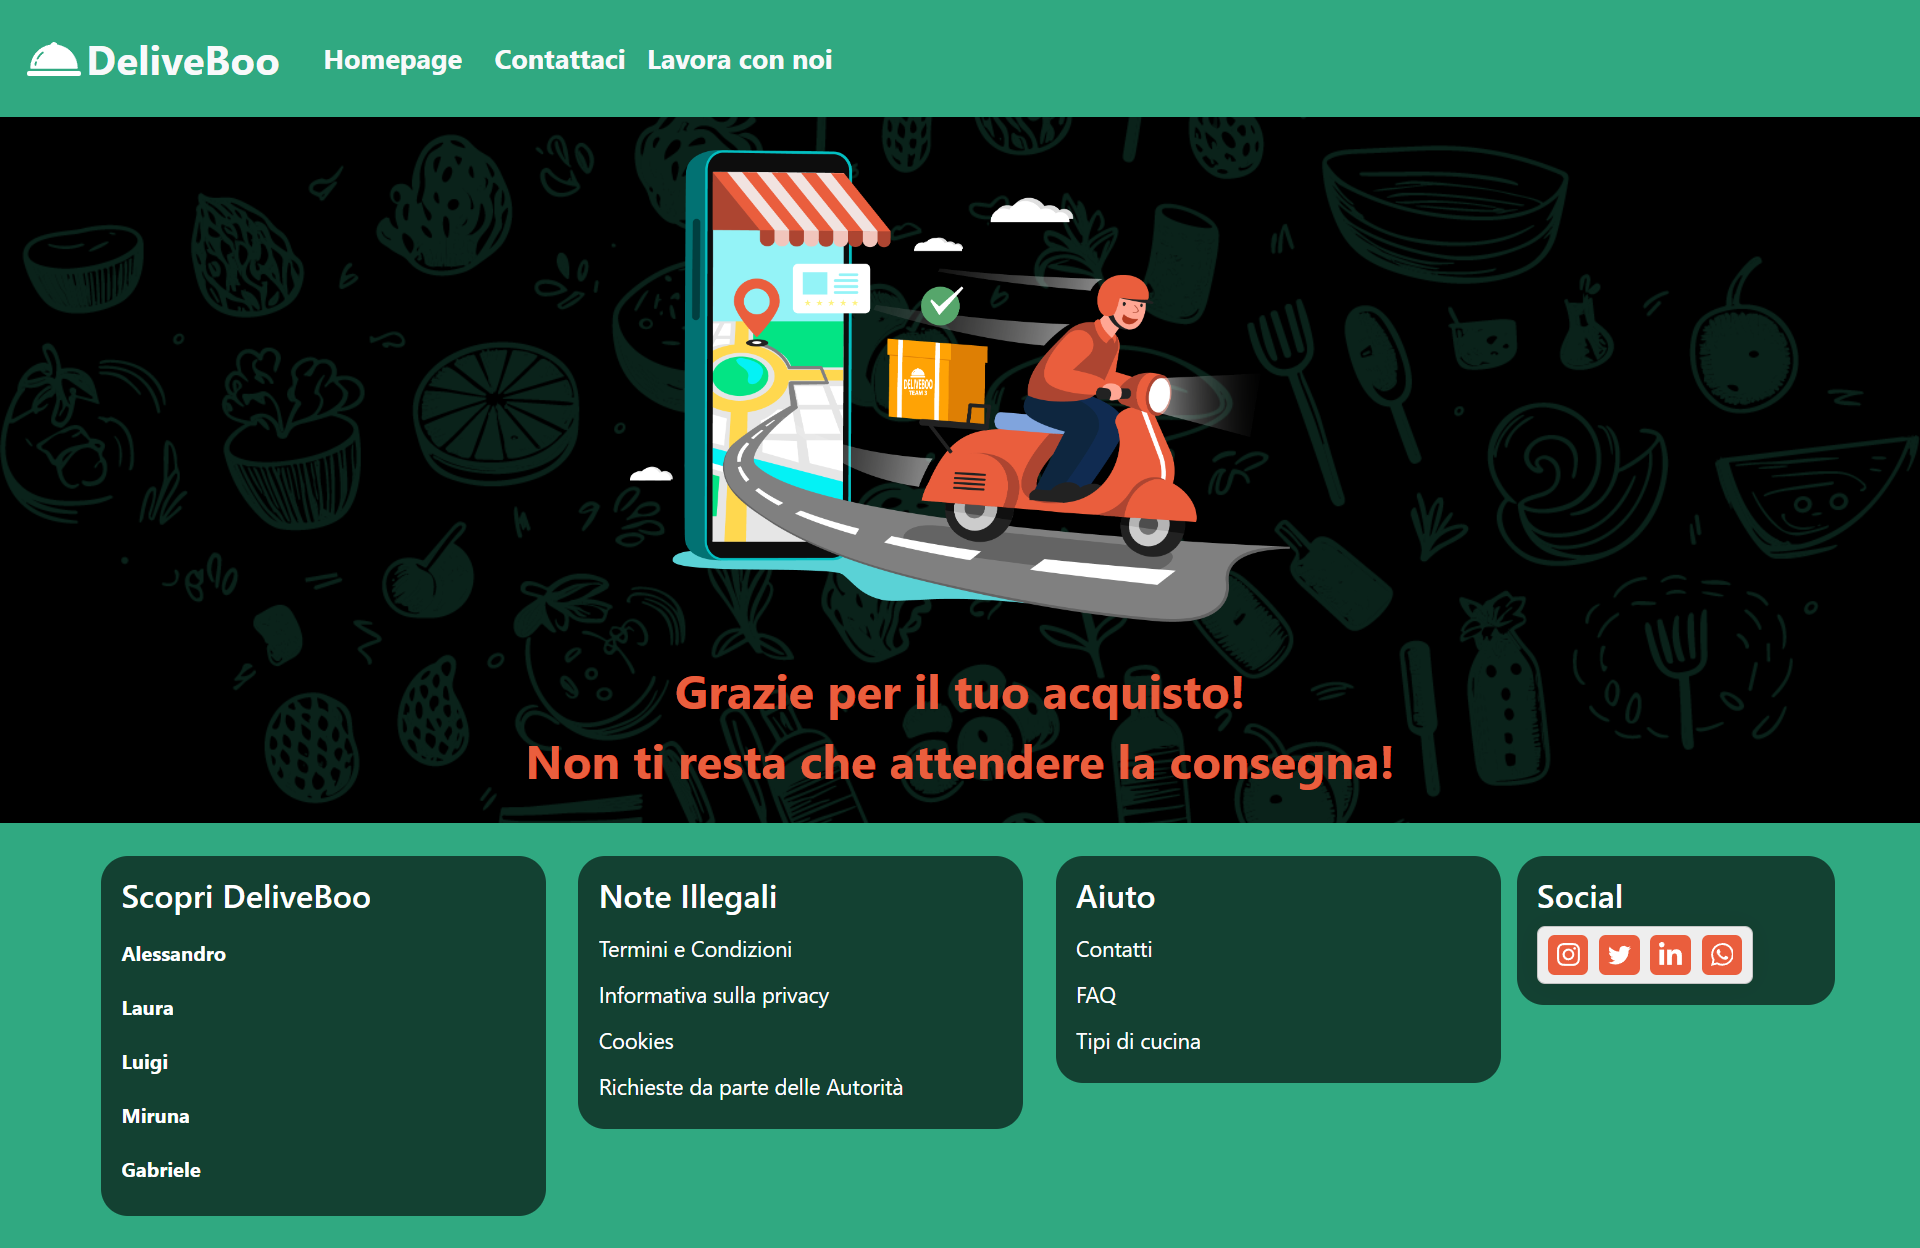 DeliveBoo
Homepage
Contattaci
Lavora con noi
DELIVEBOO
TEAM 3
Grazie per il tuo acquisto!
Non ti resta che attendere la consegna!
Scopri DeliveBoo
Alessandro
Laura
Luigi
Miruna
Gabriele
Note Illegali
Termini e Condizioni
Informativa sulla privacy
Cookies
Richieste da parte delle Autorità
Aiuto
Contatti
FAQ
Tipi di cucina
Social